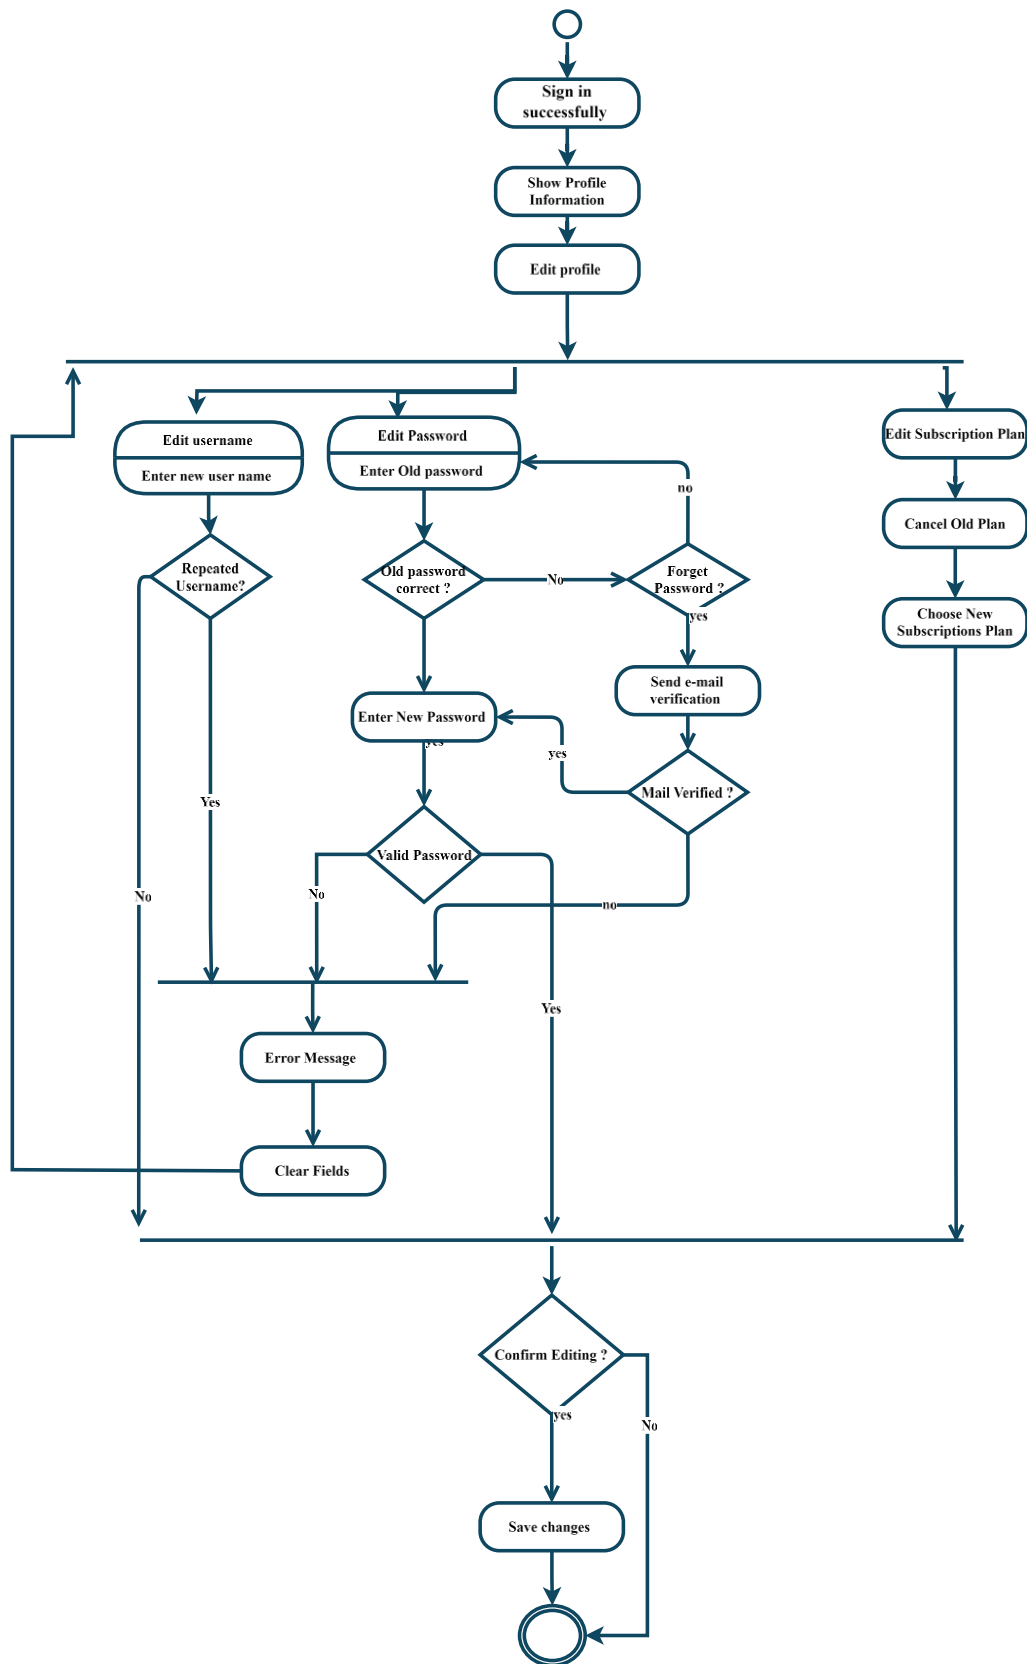 Sign in
successfully
Show Profile
Information
Edit profile
Edit username
Enter new user name
Edit Password
Enter Old password
Edit Subscription Plan
no
Cancel Old Plan
Repeated
Username?
Old password
correct ?
No
Forget
Password ?
yes
Choose New
Subscriptions Plan
Send e-mail
verification
Enter New Password
yes
yes
Mail Verified ?
Yes
Valid Password
No
No
no
Yes
Error Message
Clear Fields
Confirm Editing ?
yes
No
Save changes